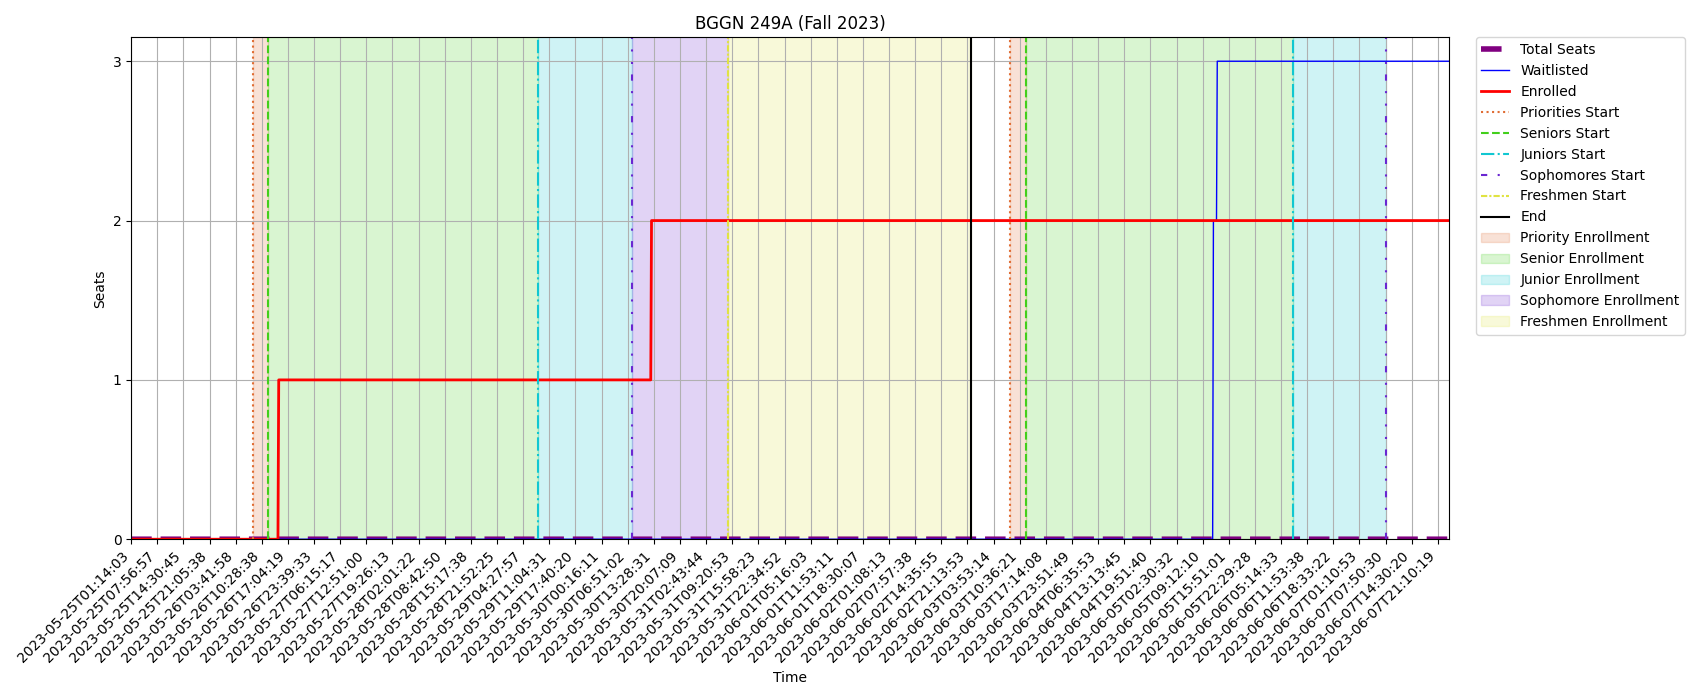 BGGN 249A (Fall 2023)
Seats
3
2
1
0
2023-05-25T01:14:03
2023-05-25T07:56:57
2023-05-25T14:30:45
2023-05-25T21:05:38
2023-05-26T03:41:58
2023-05-26T10:28:38
2023-05-26T17:04:19
2023-05-26T23:39:33
2023-05-27T06:15:17
2023-05-27T12:51:00
2023-05-27T19:26:13
2023-05-28T02:01:22
2023-05-28T08:42:50
2023-05-28T15:17:38
2023-05-28T21:52:25
2023-05-29T04:27:57
2023-05-29T11:04:31
2023-05-29T17:40:20
2023-05-30T00:16:11
2023-05-30T06:51:02
2023-05-30T13:28:31
2023-05-30T20:07:09
2023-05-31T02:43:44
2023-05-31T09:20:53
2023-05-31T15:58:23
2023-05-31T22:34:52
2023-06-01T05:16:03
2023-06-01T11:53:11
2023-06-01T18:30:07
2023-06-02T01:08:13
2023-06-02T07:57:38
2023-06-02T14:35:55
2023-06-02T21:13:53
2023-06-03T03:53:14
2023-06-03T10:36:21
2023-06-03T17:14:08
2023-06-03T23:51:49
2023-06-04T06:35:53
2023-06-04T13:13:45
2023-06-04T19:51:40
2023-06-05T02:30:32
2023-06-05T09:12:10
2023-06-05T15:51:01
2023-06-05T22:29:28
2023-06-06T05:14:33
2023-06-06T11:53:38
2023-06-06T18:33:22
2023-06-07T01:10:53
2023-06-07T07:50:30
2023-06-07T14:30:20
2023-06-07T21:10:19
Time
Total Seats
Waitlisted
Enrolled
Priorities Start
Seniors Start
Juniors Start
Sophomores Start
Freshmen Start
End
Priority Enrollment
Senior Enrollment
Junior Enrollment
Sophomore Enrollment
Freshmen Enrollment